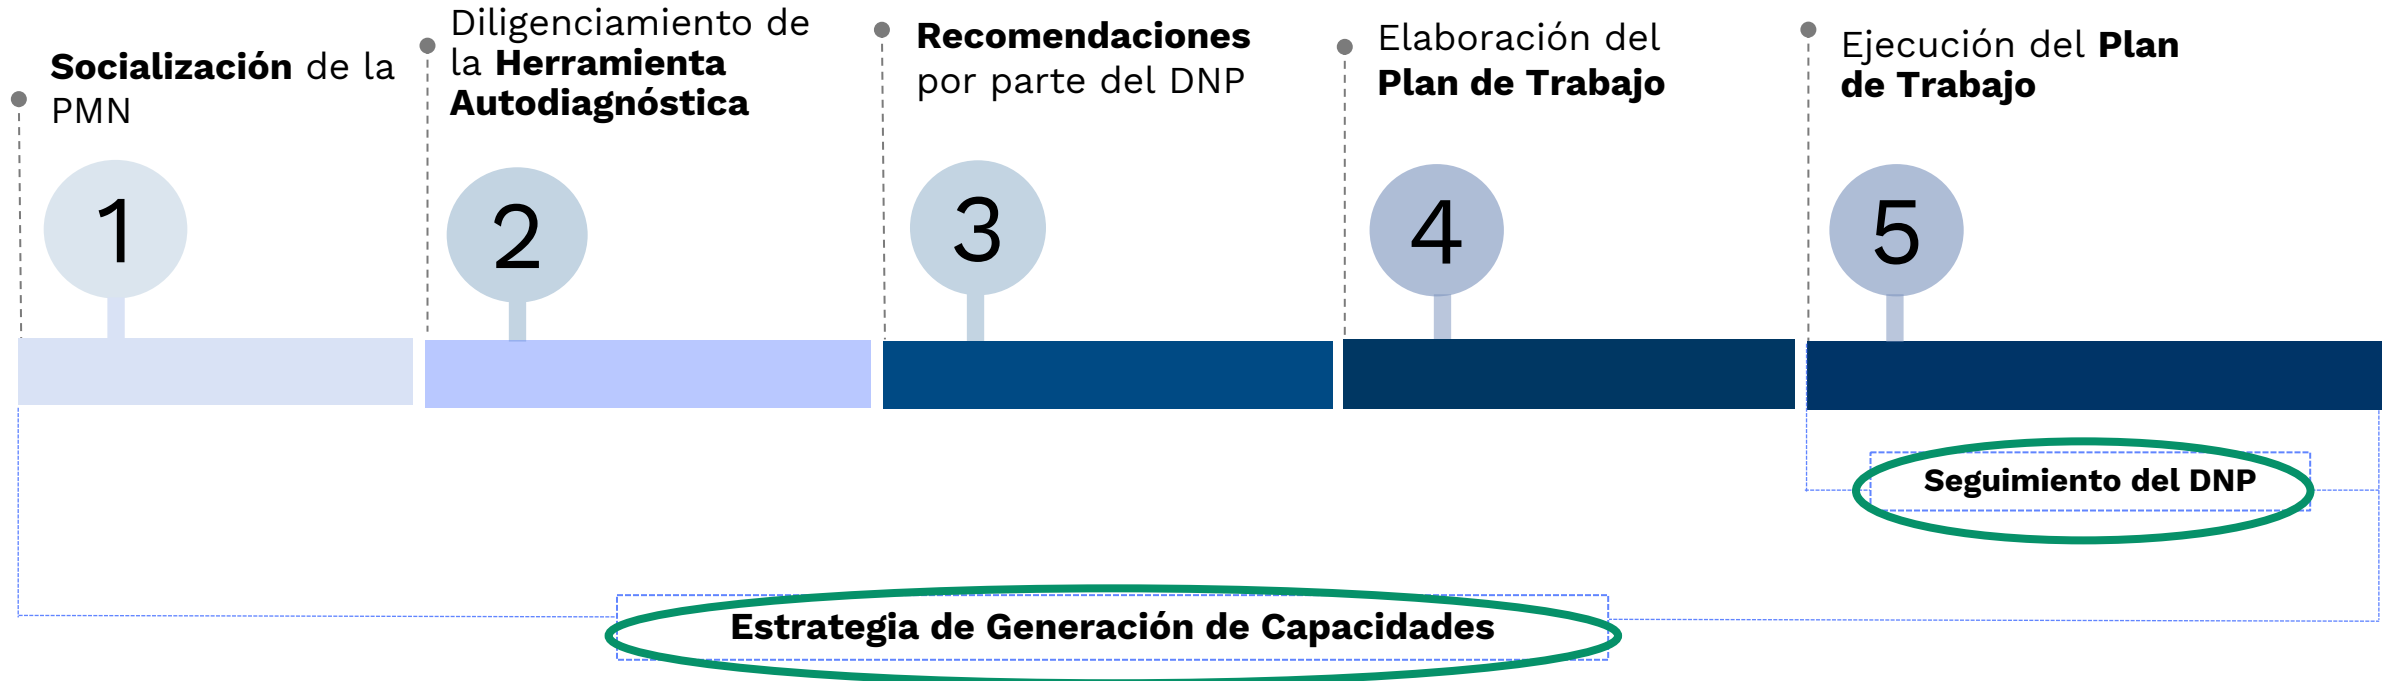 Socialización de la
PMN
Diligenciamiento de
la Herramienta
Autodiagnóstica
Recomendaciones
por parte del DNP
Elaboración del
Plan de Trabajo
Ejecución del Plan
de Trabajo
1
2
3
4
5
Seguimiento del DNP
Estrategia de Generación de Capacidades